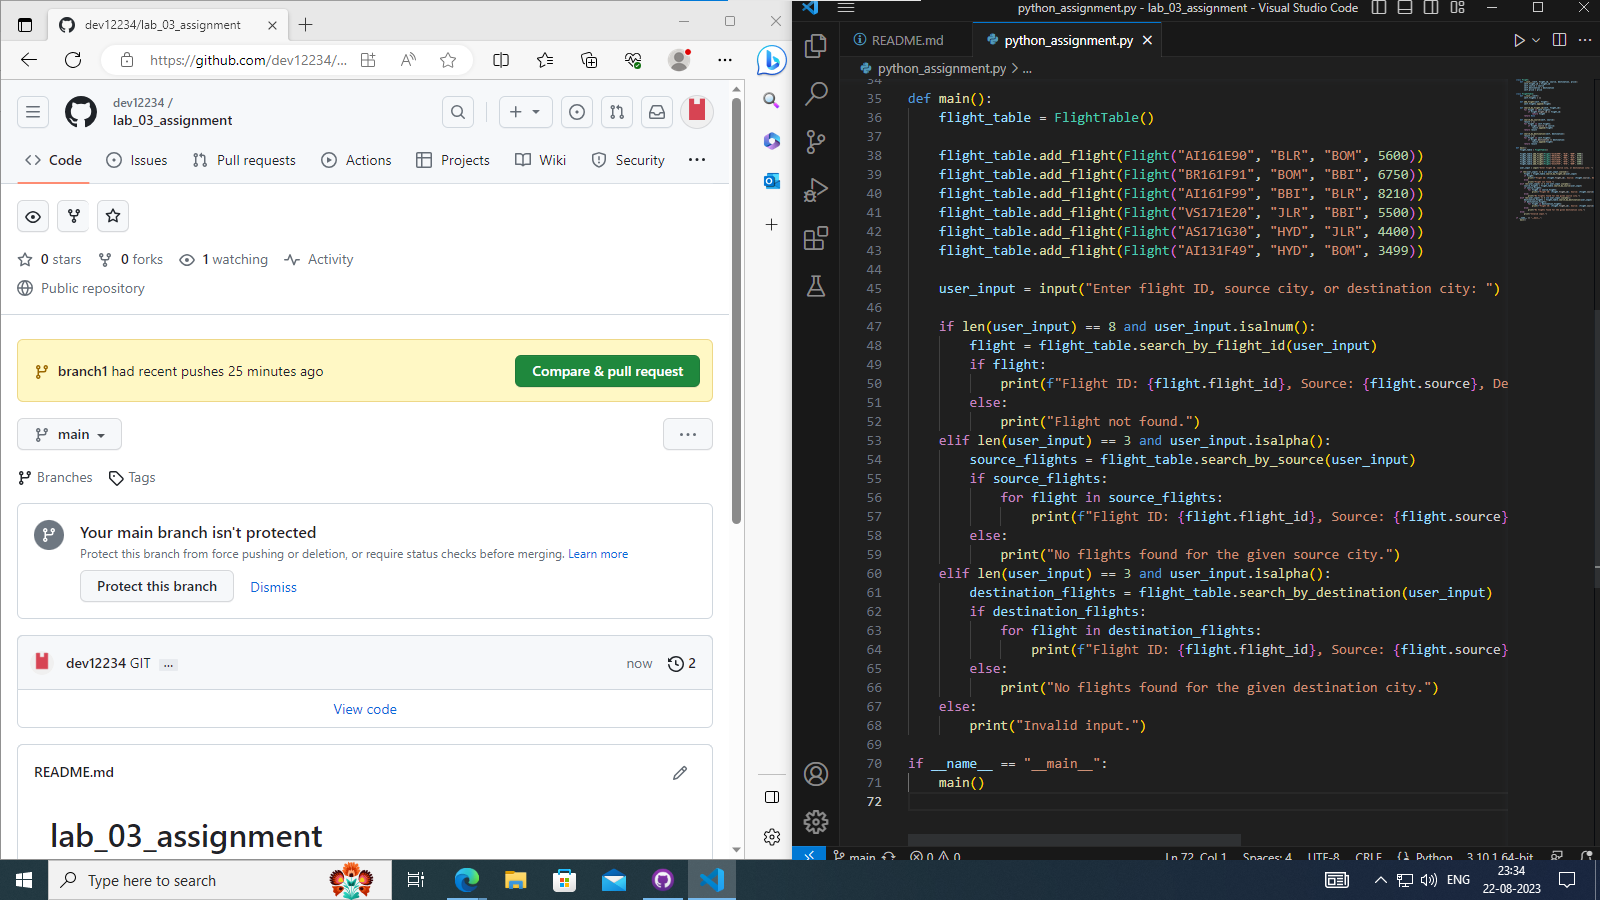 dev12234/lab_03_assignment
https://github.com/dev12234/...
dev12234 /
lab_03_assignment
Code
Issues
Pull requests
Actions
Projects
Wiki
Security
0 stars
0 forks
1 watching
Activity
Public repository
branch1 had recent pushes 25 minutes ago
Compare & pull request
main
Branches
Tags
Your main branch isn't protected
Protect this branch from force pushing or deletion, or require status checks before merging. Learn more
Protect this branch
Dismiss
dev12234 GIT ...
now
2
View code
README.md
lab_03_assignment
python_assignment.py - lab_03_assignment - Visual Studio Code
README.md
python_assignment.py
python_assignment.py > ...
34
35 def main():
36 flight_table = FlightTable()
37
38 flight_table.add_flight(Flight("AI161E90", "BLR", "BOM", 5600))
39 flight_table.add_flight(Flight("BR161F91", "BOM", "BBI", 6750))
40 flight_table.add_flight(Flight("AI161F99", "BBI", "BLR", 8210))
41 flight_table.add_flight(Flight("VS171E20", "JLR", "BBI", 5500))
42 flight_table.add_flight(Flight("AS171G30", "HYD", "JLR", 4400))
43 flight_table.add_flight(Flight("AI131F49", "HYD", "BOM", 3499))
44
45 user_input = input("Enter flight ID, source city, or destination city: ")
46
47 if len(user_input) == 8 and user_input.isalnum():
48 flight = flight_table.search_by_flight_id(user_input)
49 if flight:
50 print(f"Flight ID: {flight.flight_id}, Source: {flight.source}, De
51 else:
52 print("Flight not found.")
53 elif len(user_input) == 3 and user_input.isalpha():
54 source_flights = flight_table.search_by_source(user_input)
55 if source_flights:
56 for flight in source_flights:
57 print(f"Flight ID: {flight.flight_id}, Source: {flight.source}
58 else:
59 print("No flights found for the given source city.")
60 elif len(user_input) == 3 and user_input.isalpha():
61 destination_flights = flight_table.search_by_destination(user_input)
62 if destination_flights:
63 for flight in destination_flights:
64 print(f"Flight ID: {flight.flight_id}, Source: {flight.source}
65 else:
66 print("No flights found for the given destination city.")
67 else:
68 print("Invalid input.")
69
70 if __name__ == "__main__":
71 main()
72
main
0
0
Ln 72, Col 1
Spaces: 4
UTF-8
CRLF
Python
3.10.1 64-bit
Type here to search
ENG
23:34
22-08-2023